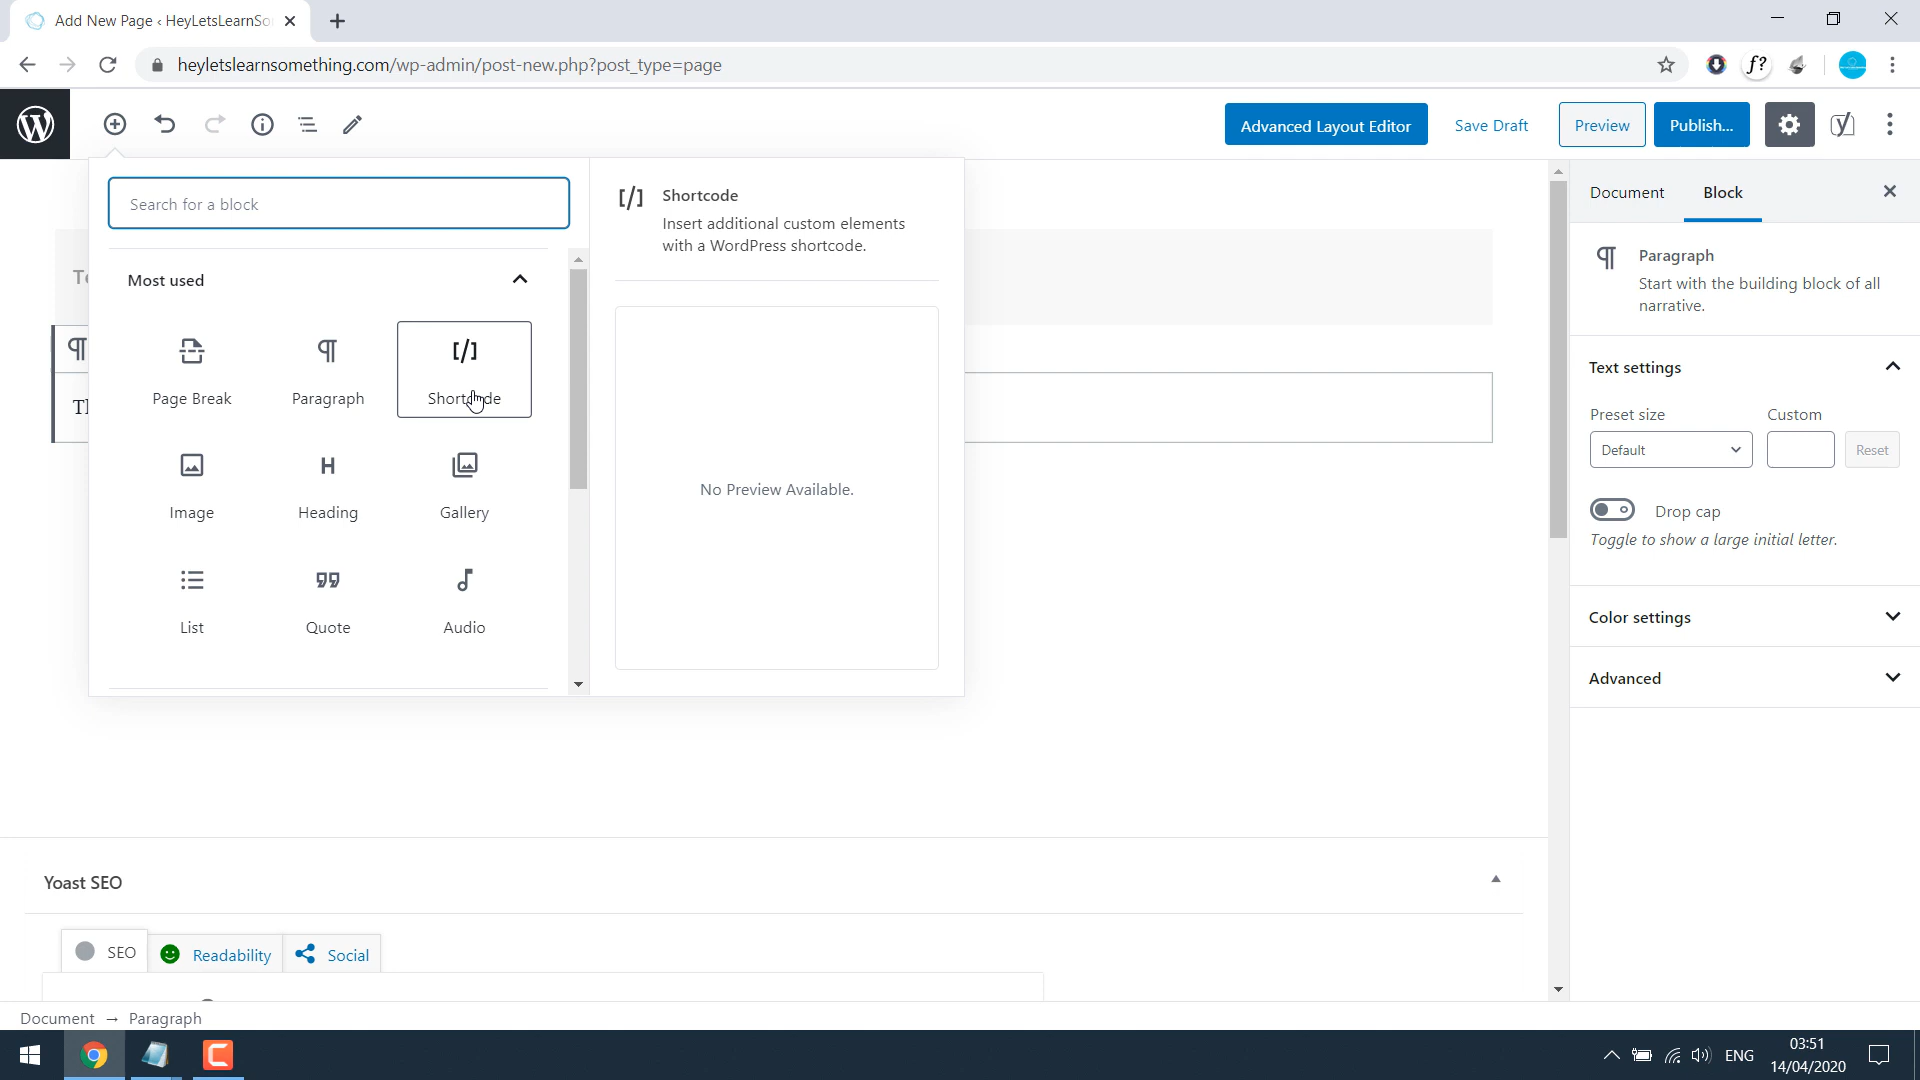 Add New Page ‹ HeyLetsLearnSo
heyletslearnsomething.com/wp-admin/post-new.php?post_type=page
Advanced Layout Editor
Save Draft
Preview
Publish...
Search for a block
Most used
Page Break
Paragraph
Shortcode
Image
Heading
Gallery
List
Quote
Audio
Shortcode
Insert additional custom elements
with a WordPress shortcode.
No Preview Available.
Document
Block
Paragraph
Start with the building block of all
narrative.
Text settings
Preset size
Custom
Default
Reset
Drop cap
Toggle to show a large initial letter.
Color settings
Advanced
Yoast SEO
SEO
Readability
Social
Document → Paragraph
ENG
03:51
14/04/2020